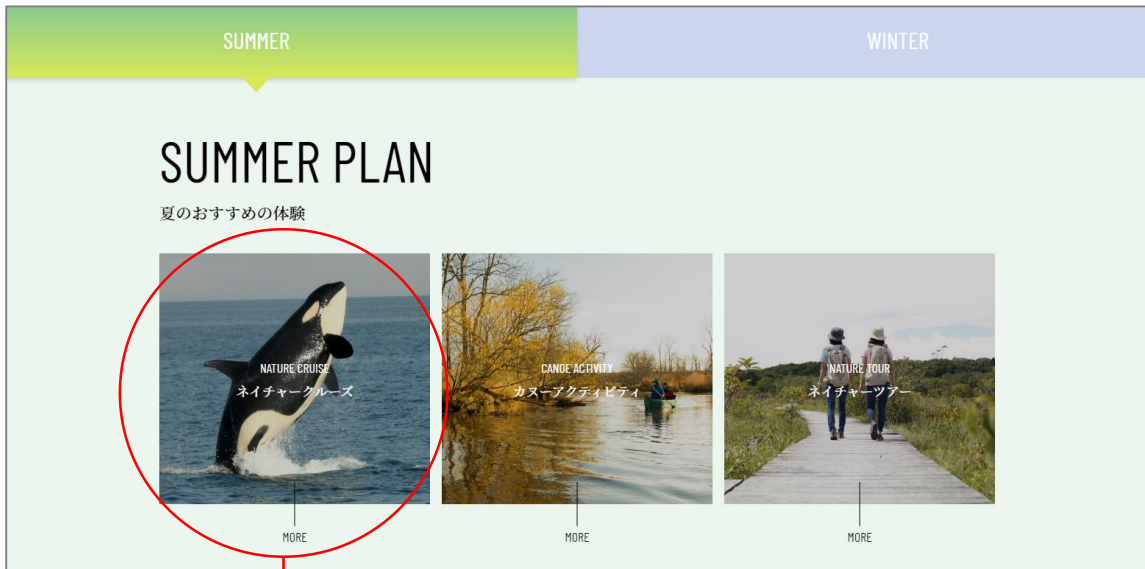 SUMMER
WINTER
SUMMER PLAN
夏のおすすめの体験
NATURE CRUISE
ネイチャークルーズ
CANOE ACTIVITY
カヌーアクティビティ
NATURE TOUR
ネイチャーツアー
MORE
MORE
MORE